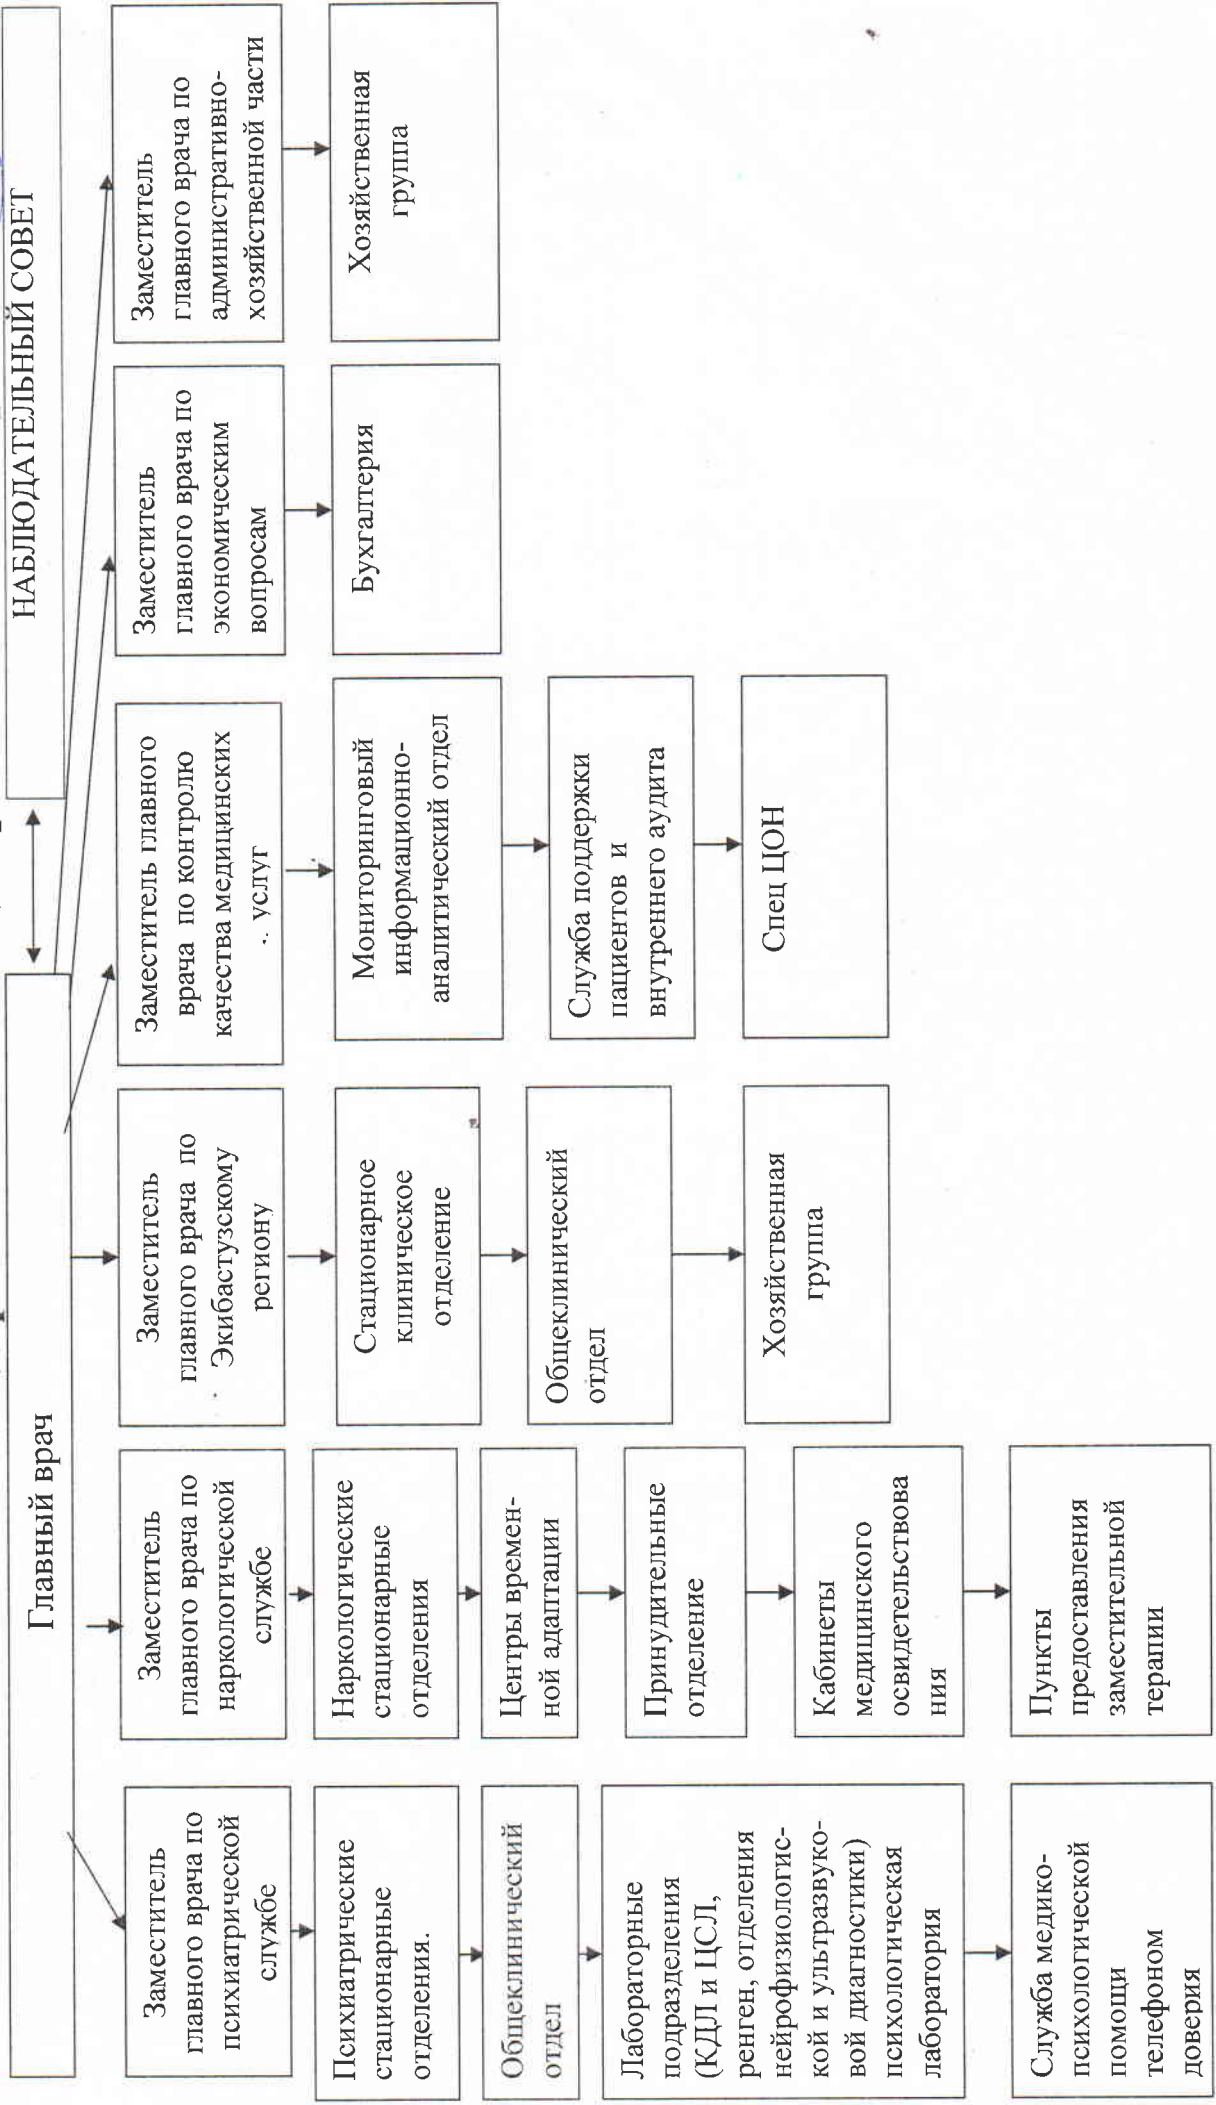 Главный врач
НАБЛЮДАТЕЛЬНЫЙ СОВЕТ
Заместитель
главного врача по
психиатрической
службе
Психиатрические
стационарные
отделения.
Общеклинический
отдел
Лабораторные
подразделения
(КДЛ и ЦСЛ,
ренген, отделения
нейрофизиологис-
кой и ультразвуко-
вой диагностики)
психологическая
лаборатория
Служба медико-
психологической
помощи
телефоном
доверия
Заместитель
главного врача по
наркологической
службе
Наркологические
стационарные
отделения
Центры времен-
ной адаптации
Принудительные
отделение
Кабинеты
медицинского
освидетельствова
ния
Пункты
предоставления
заместительной
терапии
Заместитель
главного врача по
Экибастузскому
региону
Стационарное
клиническое
отделение
Общеклинический
отдел
Хозяйственная
группа
Заместитель главного
врача по контролю
качества медицинских
услуг
Мониторинговый
информационно-
аналитический отдел
Служба поддержки
пациентов и
внутреннего аудита
Спец ЦОН
Заместитель
главного врача по
экономическим
вопросам
Бухгалтерия
Заместитель
главного врача по
административно-
хозяйственной части
Хозяйственная
группа